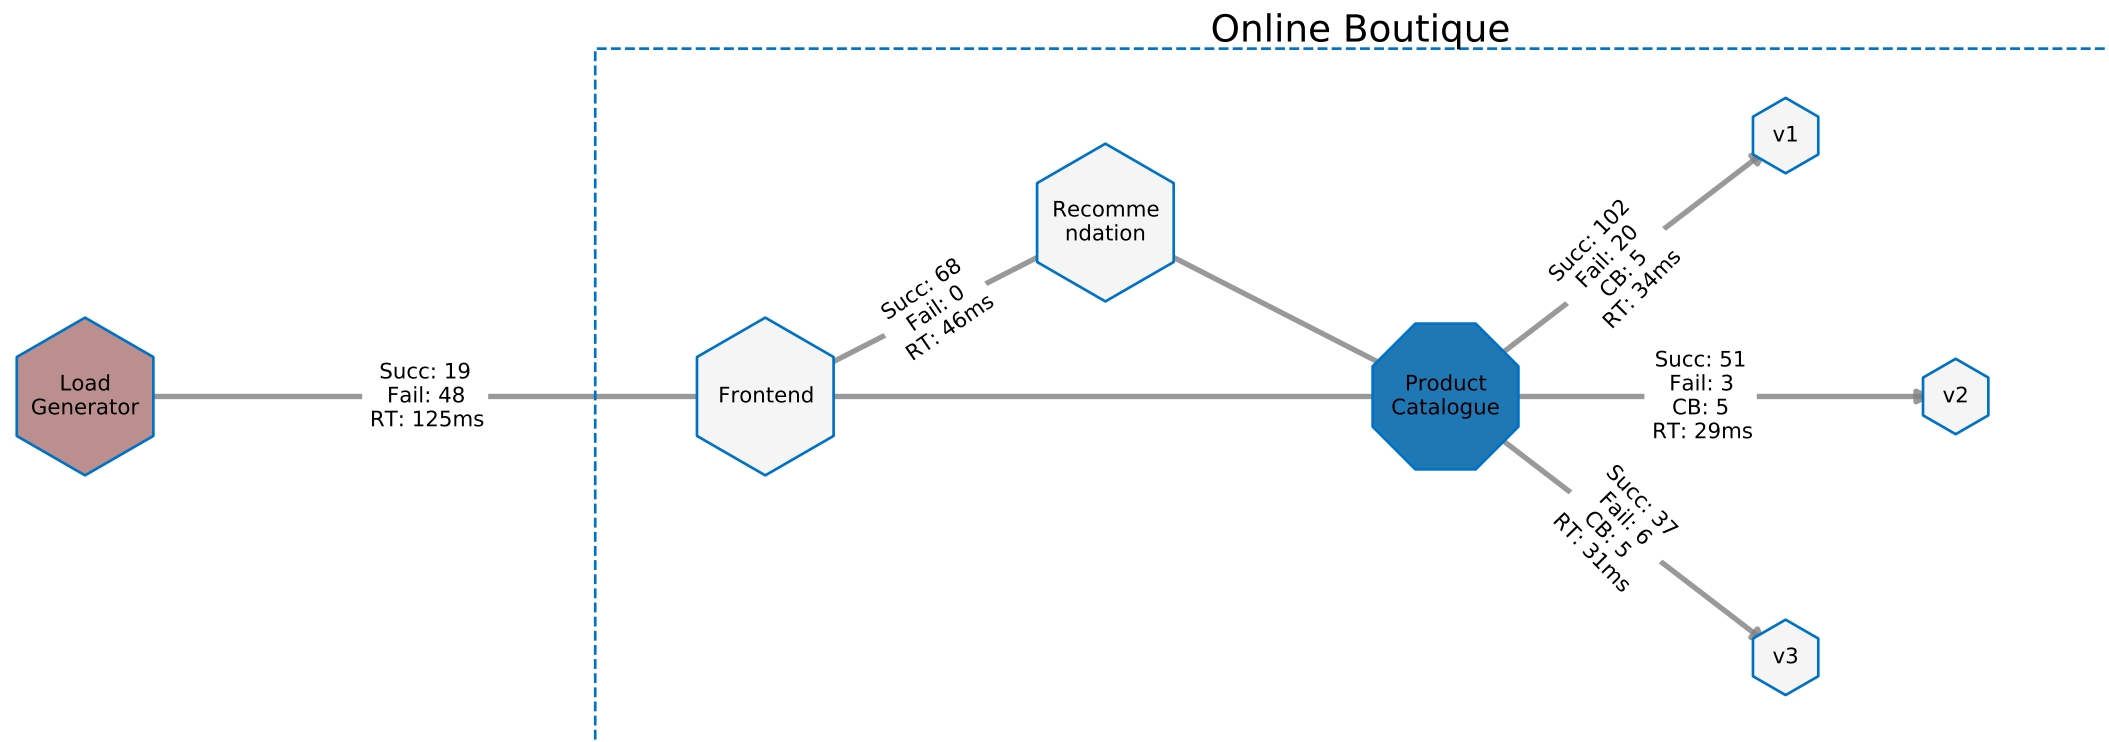 Online Boutique
v1
Recomme
ndation
Succ: 102
Fail: 20
CB: 5
RT: 34ms
Succ: 68
Fail: 0
RT: 46ms
Load
Generator
Succ: 19
Fail: 48
RT: 125ms
Frontend
Product
Catalogue
Succ: 51
Fail: 3
CB: 5
RT: 29ms
v2
Succ: 37
Fail: 6
CB: 5
RT: 31ms
v3